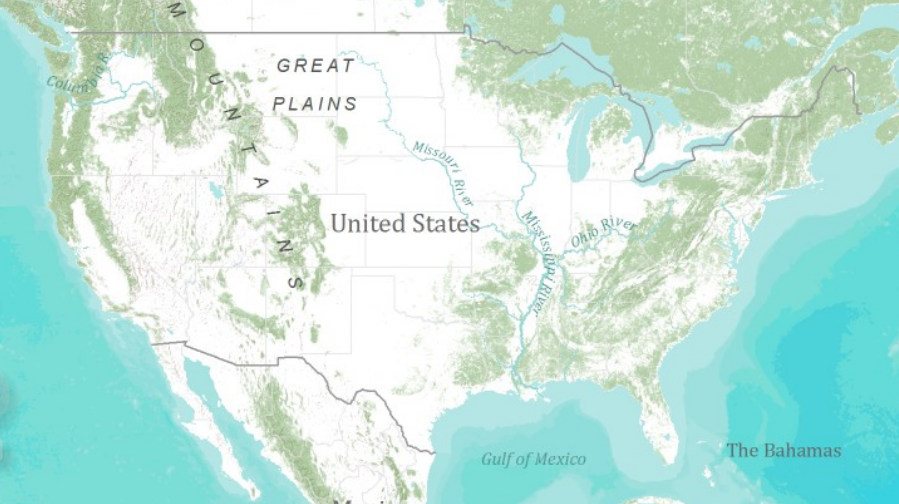 MOUNTAINS
GREAT
PLAINS
Columbia R.
Missouri River
United States
Mississippi River
Ohio River
Gulf of Mexico
The Bahamas